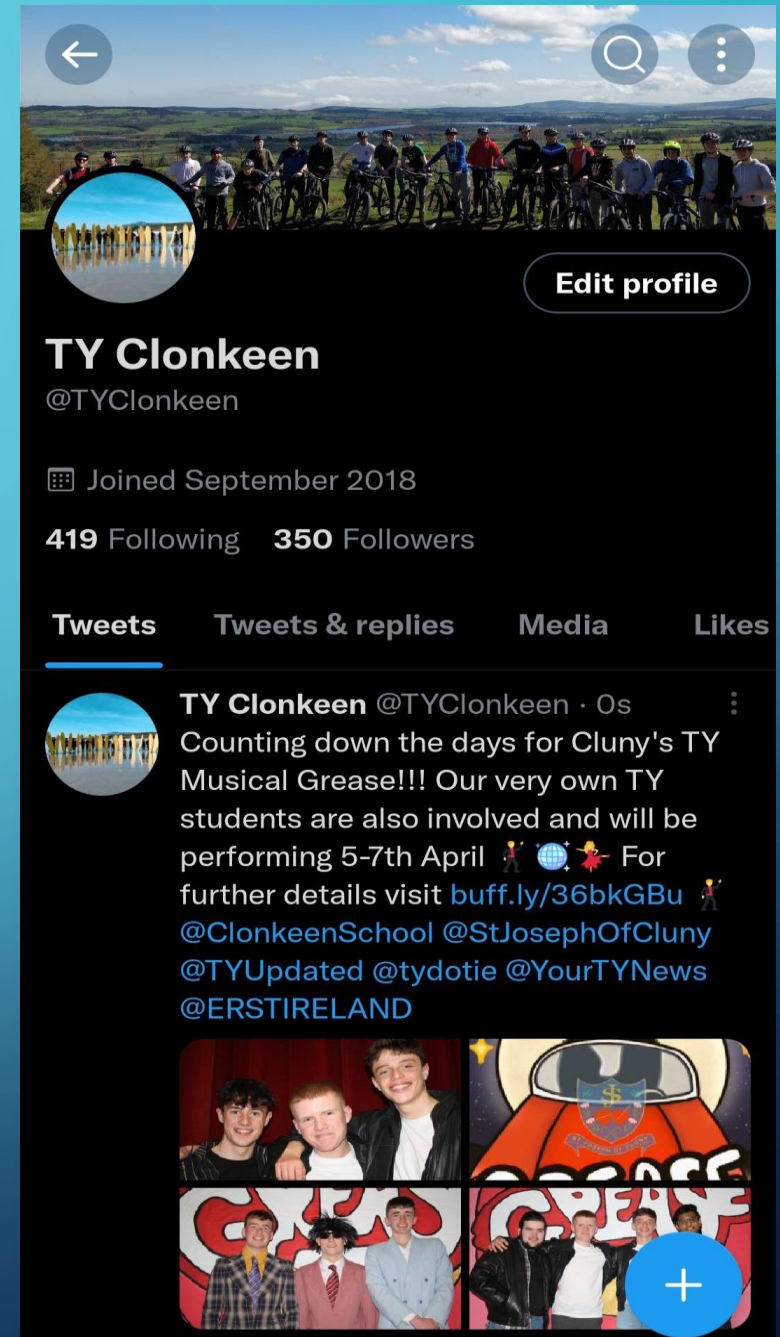 Edit profile
TY Clonkeen
@TYClonkeen
Joined September 2018
419 Following 350 Followers
Tweets Tweets & replies Media Likes
TY Clonkeen @TYClonkeen · 0s
Counting down the days for Cluny's TY
Musical Grease!!! Our very own TY
students are also involved and will be
performing 5-7th April 🕺 🪩 💃 For
further details visit buff.ly/36bkGBu 🕺
@ClonkeenSchool @StJosephOfCluny
@TYUpdated @tydotie @YourTYNews
@ERSTIRELAND
GREASE
GREASE